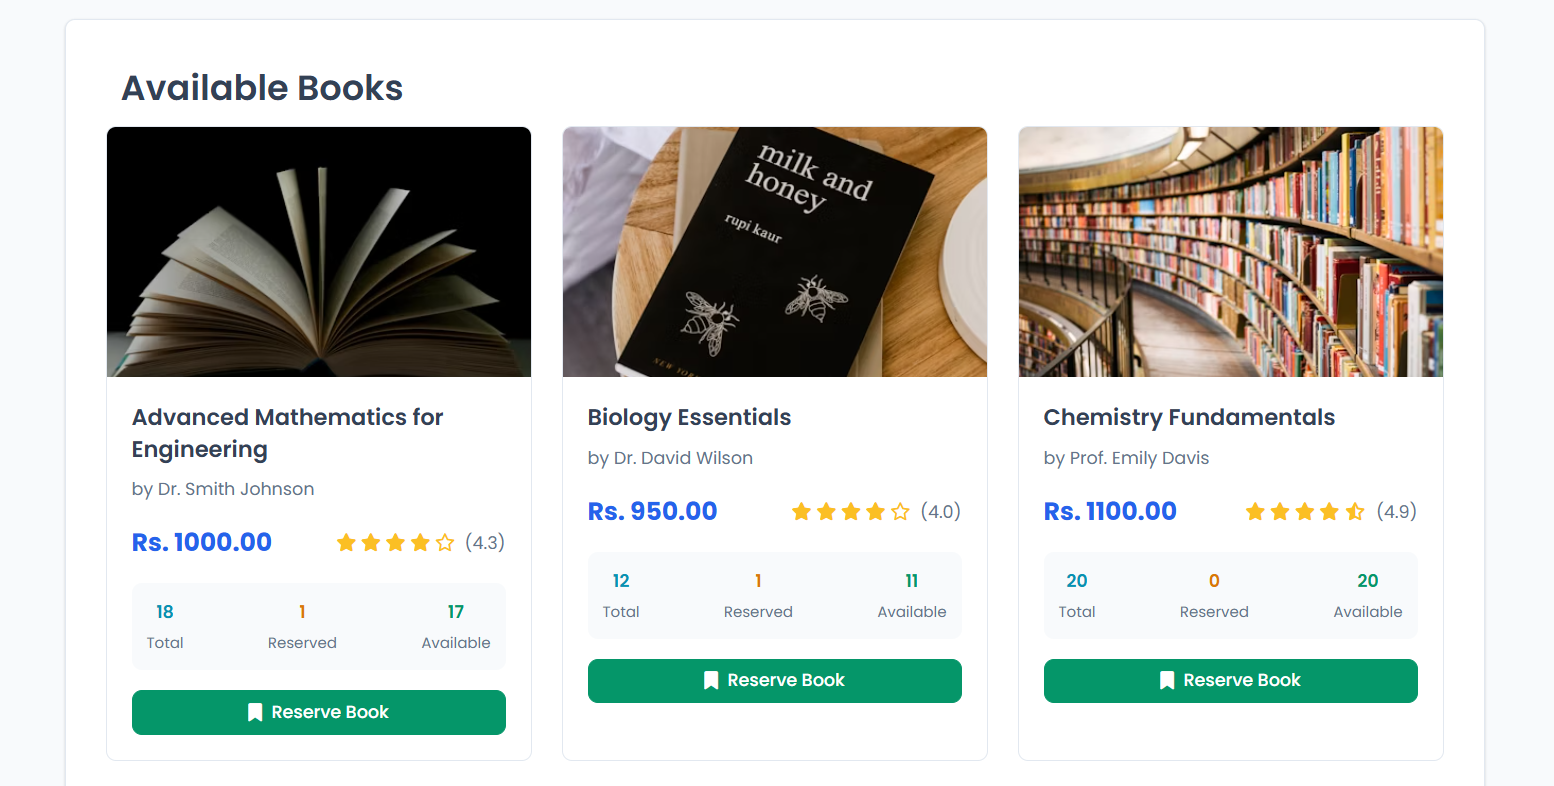 Available Books
milk and
honey
rupi kaur
NEW YOR
Advanced Mathematics for
Engineering
by Dr. Smith Johnson
Rs. 1000.00
(4.3)
18
1
17
Total
Reserved
Available
Reserve Book
Biology Essentials
by Dr. David Wilson
Rs. 950.00
(4.0)
12
1
11
Total
Reserved
Available
Reserve Book
Chemistry Fundamentals
by Prof. Emily Davis
Rs. 1100.00
(4.9)
20
0
20
Total
Reserved
Available
Reserve Book